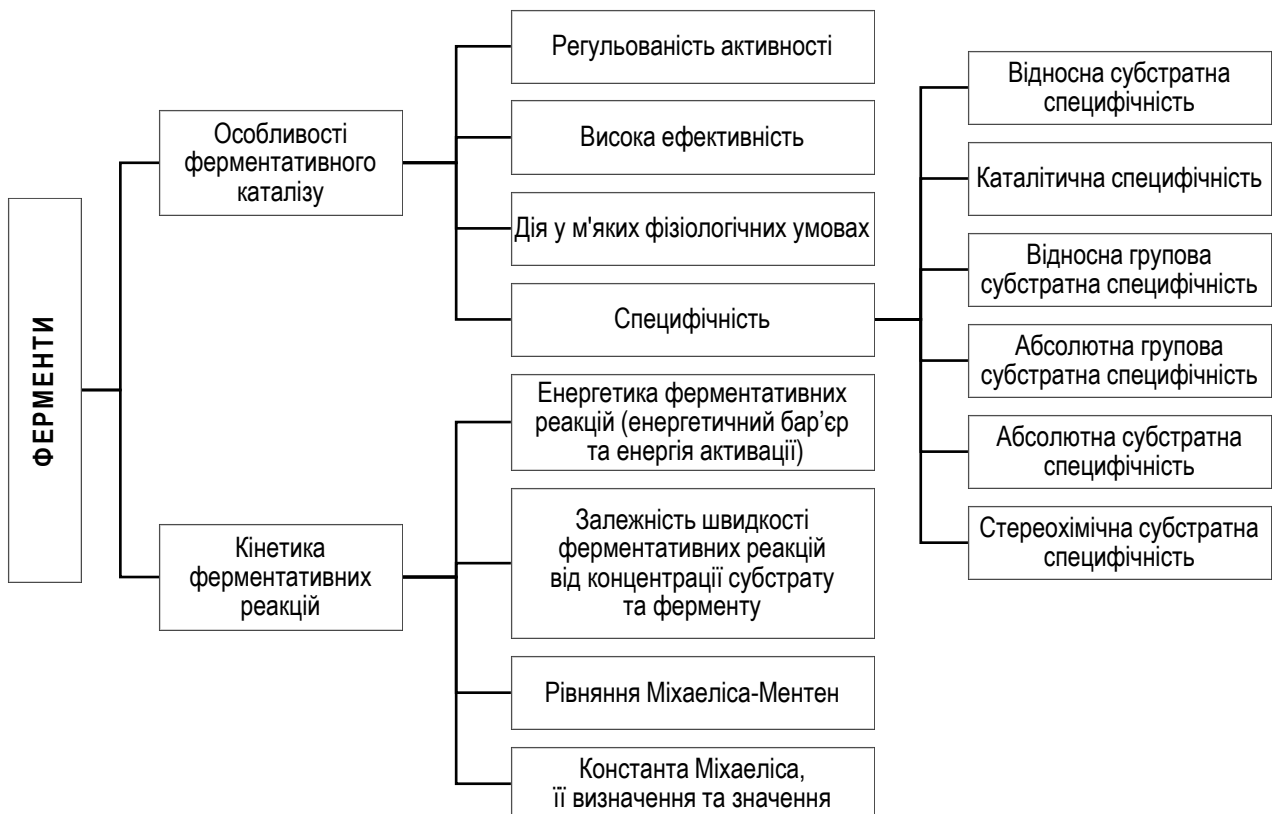 ФЕРМЕНТИ
Особливості
ферментативного
каталізу
Регульованість активності
Висока ефективність
Дія у м'яких фізіологічних умовах
Специфічність
Відносна субстратна
специфічність
Каталітична специфічність
Відносна групова
субстратна специфічність
Абсолютна групова
субстратна специфічність
Абсолютна субстратна
специфічність
Стереохімічна субстратна
специфічність
Кінетика
ферментативних
реакцій
Енергетика ферментативних
реакцій (енергетичний бар’єр
та енергія активації)
Залежність швидкості
ферментативних реакцій
від концентрації субстрату
та ферменту
Рівняння Міхаеліса-Ментен
Константа Міхаеліса,
її визначення та значення